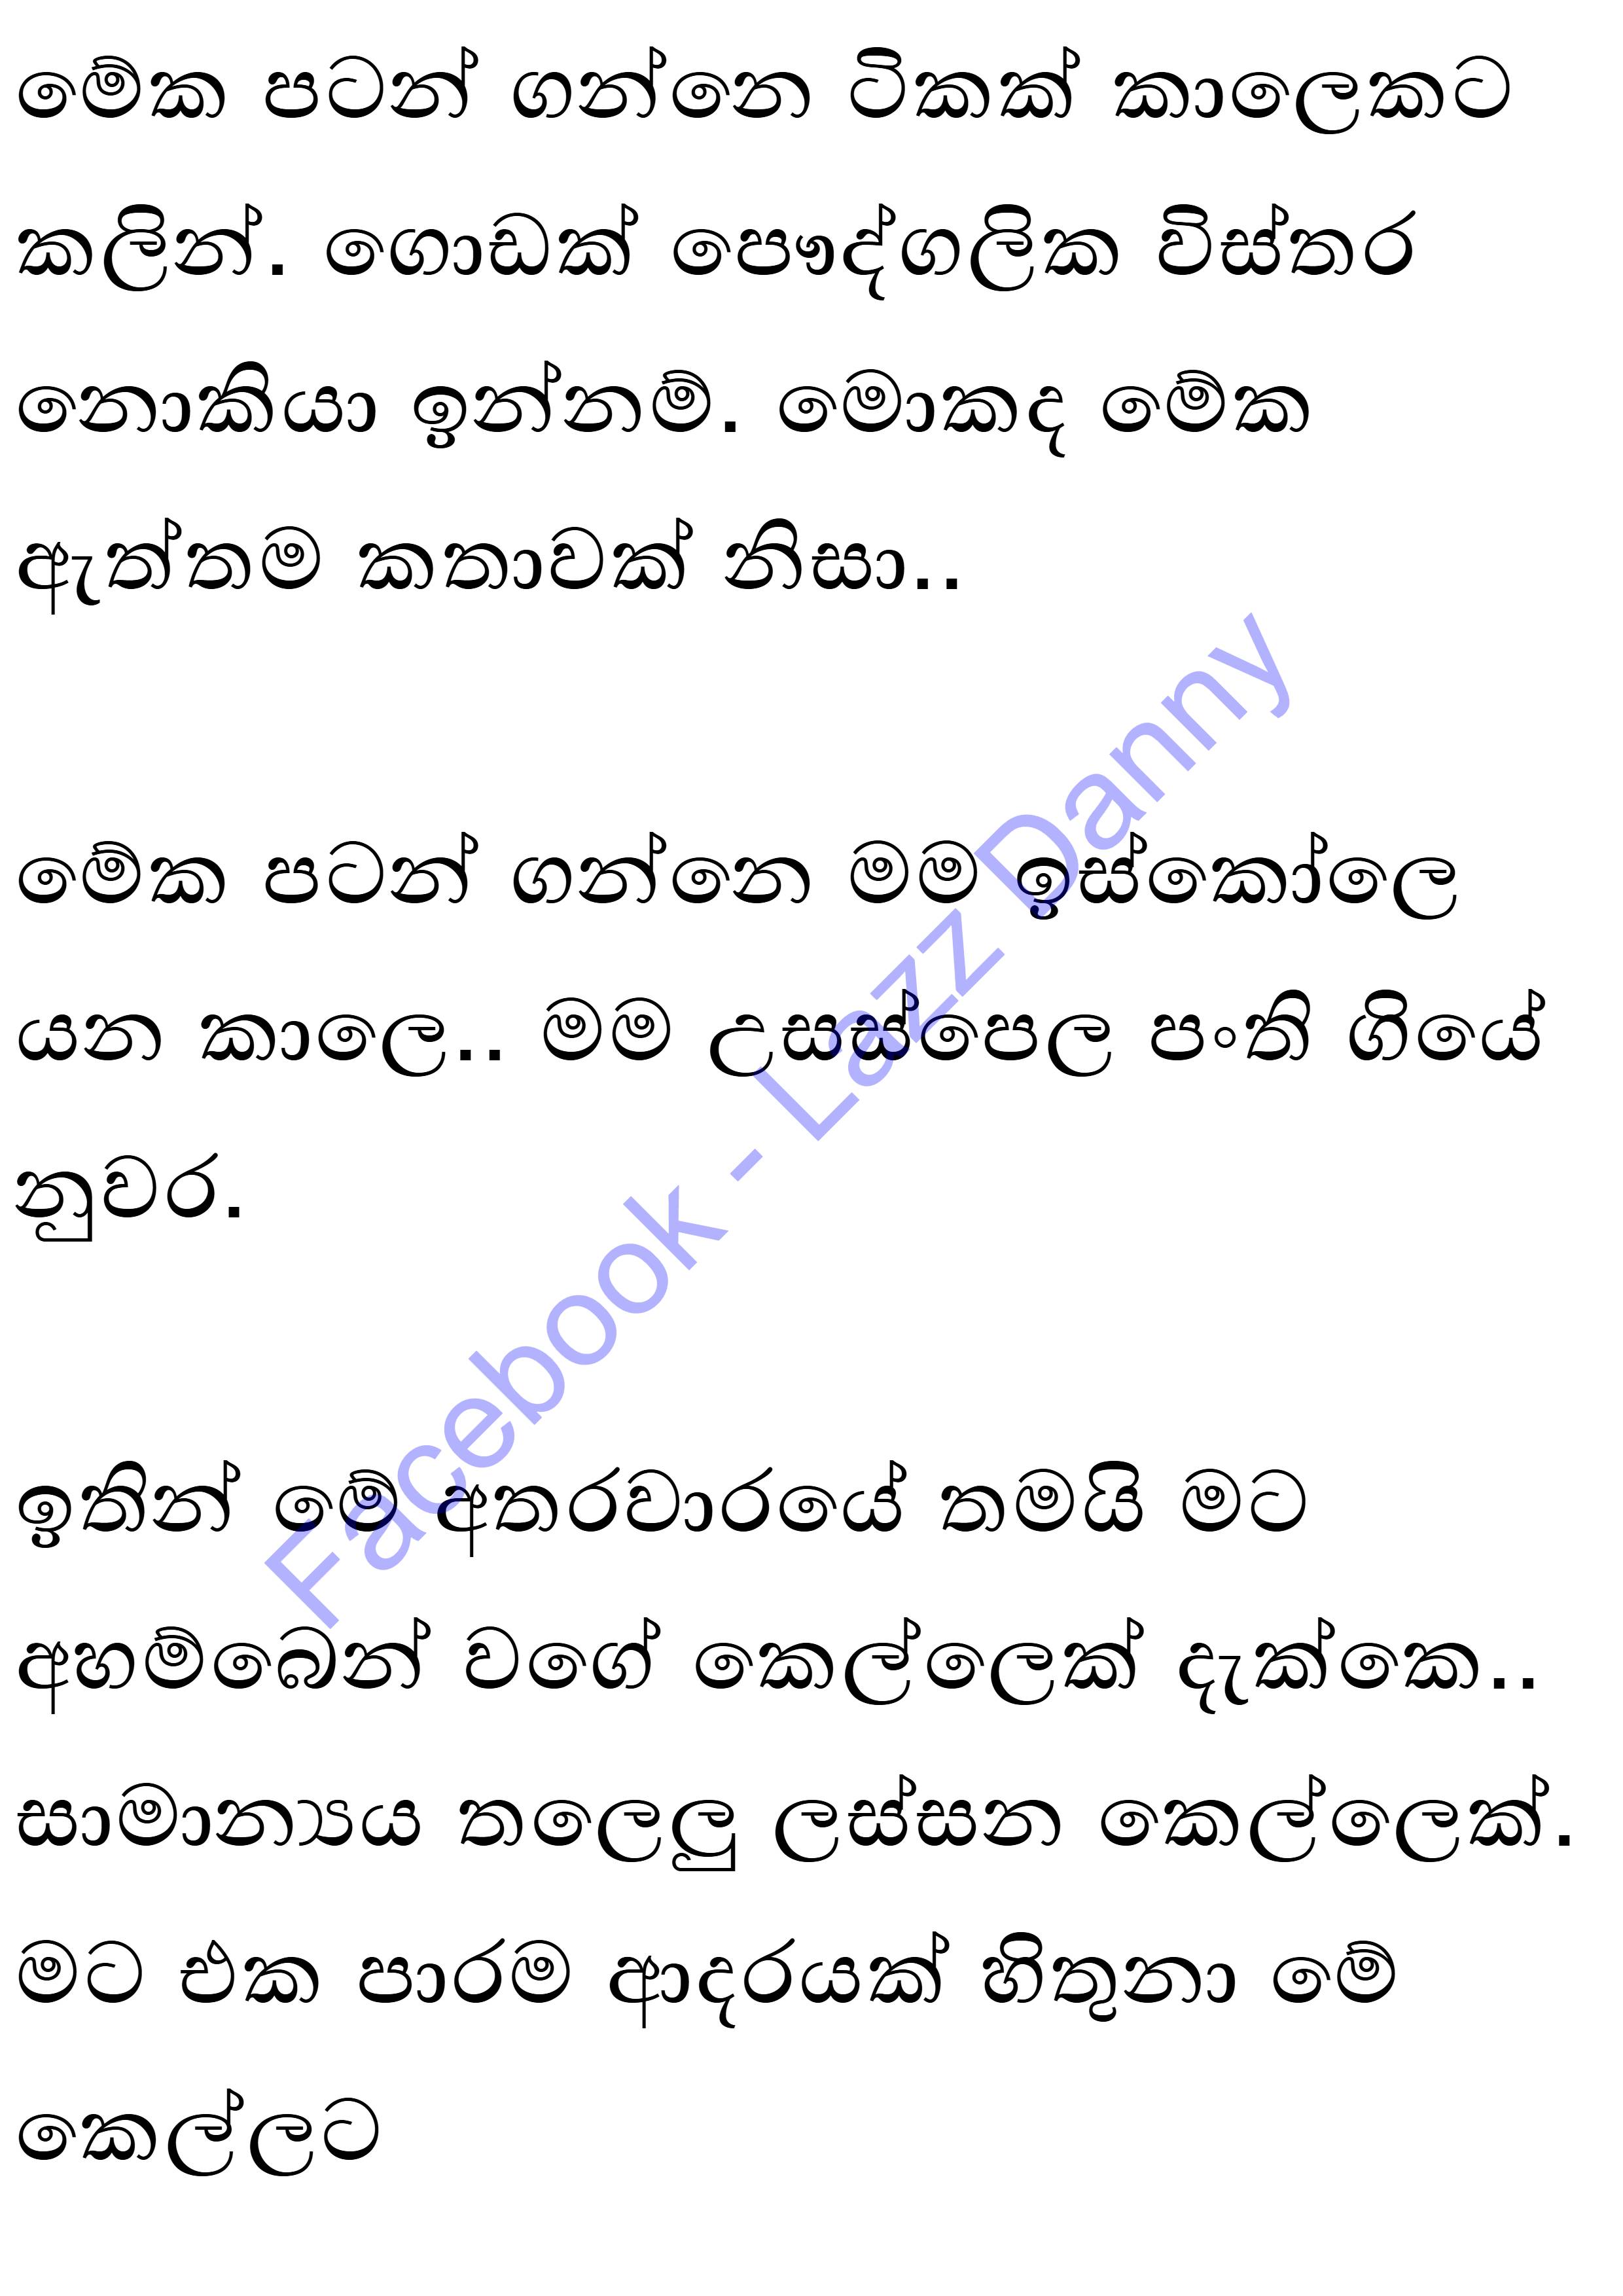 මේක පටන් ගන්නෙ ටිකක් කාලෙකට
කලින්. ගොඩක් පෞද්ගලික විස්තර
නොකියා ඉන්නම්. මොකද මේක
ඇත්තම කතාවක් නිසා..
මේක පටන් ගන්නෙ මම ඉස්කෝලෙ
යන කාලෙ.. මම උසස්පෙල පංති ගියේ
නුවර.
ඉතින් මේ අතරවාරයේ තමයි මට
අහම්බෙන් වගේ කෙල්ලෙක් දැක්කෙ..
සාමාන්‍යය තලෙලු ලස්සන කෙල්ලෙක්.
මට එක පාරම ආදරයක් හිතුනා මේ
කෙල්ලට
Facebook - Lazz Danny